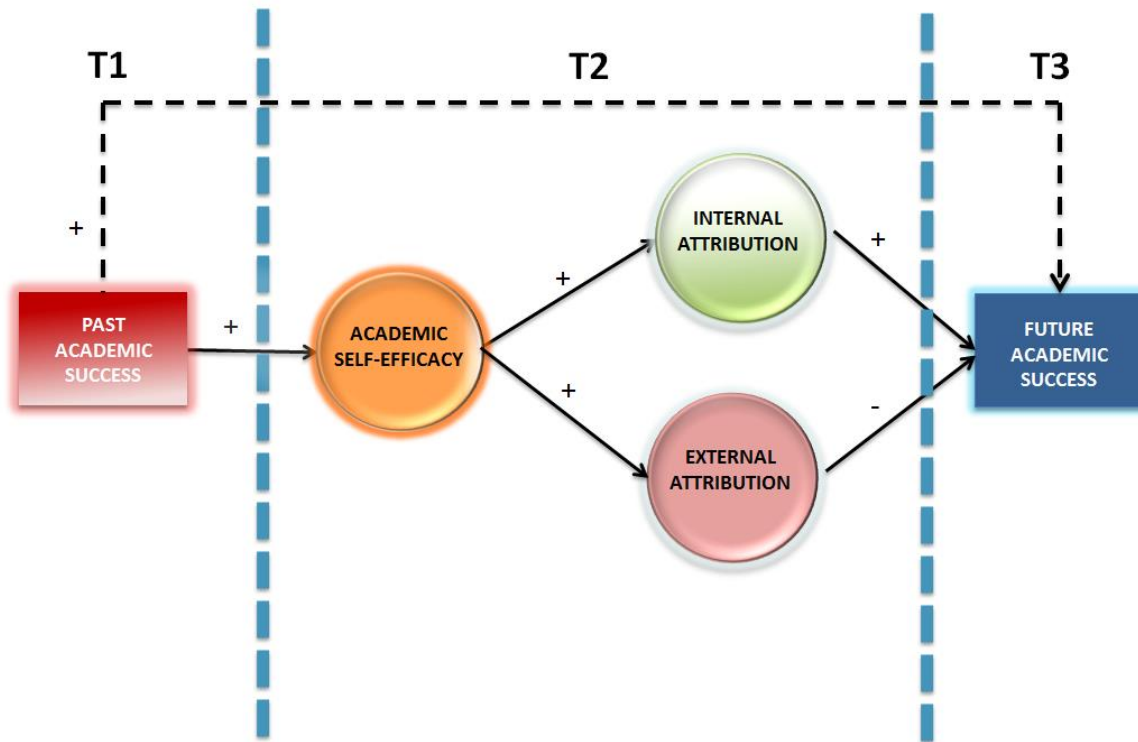 T1
T2
T3
+
PAST
ACADEMIC
SUCCESS
+
ACADEMIC
SELF-EFFICACY
+
+
INTERNAL
ATTRIBUTION
EXTERNAL
ATTRIBUTION
+
-
FUTURE
ACADEMIC
SUCCESS